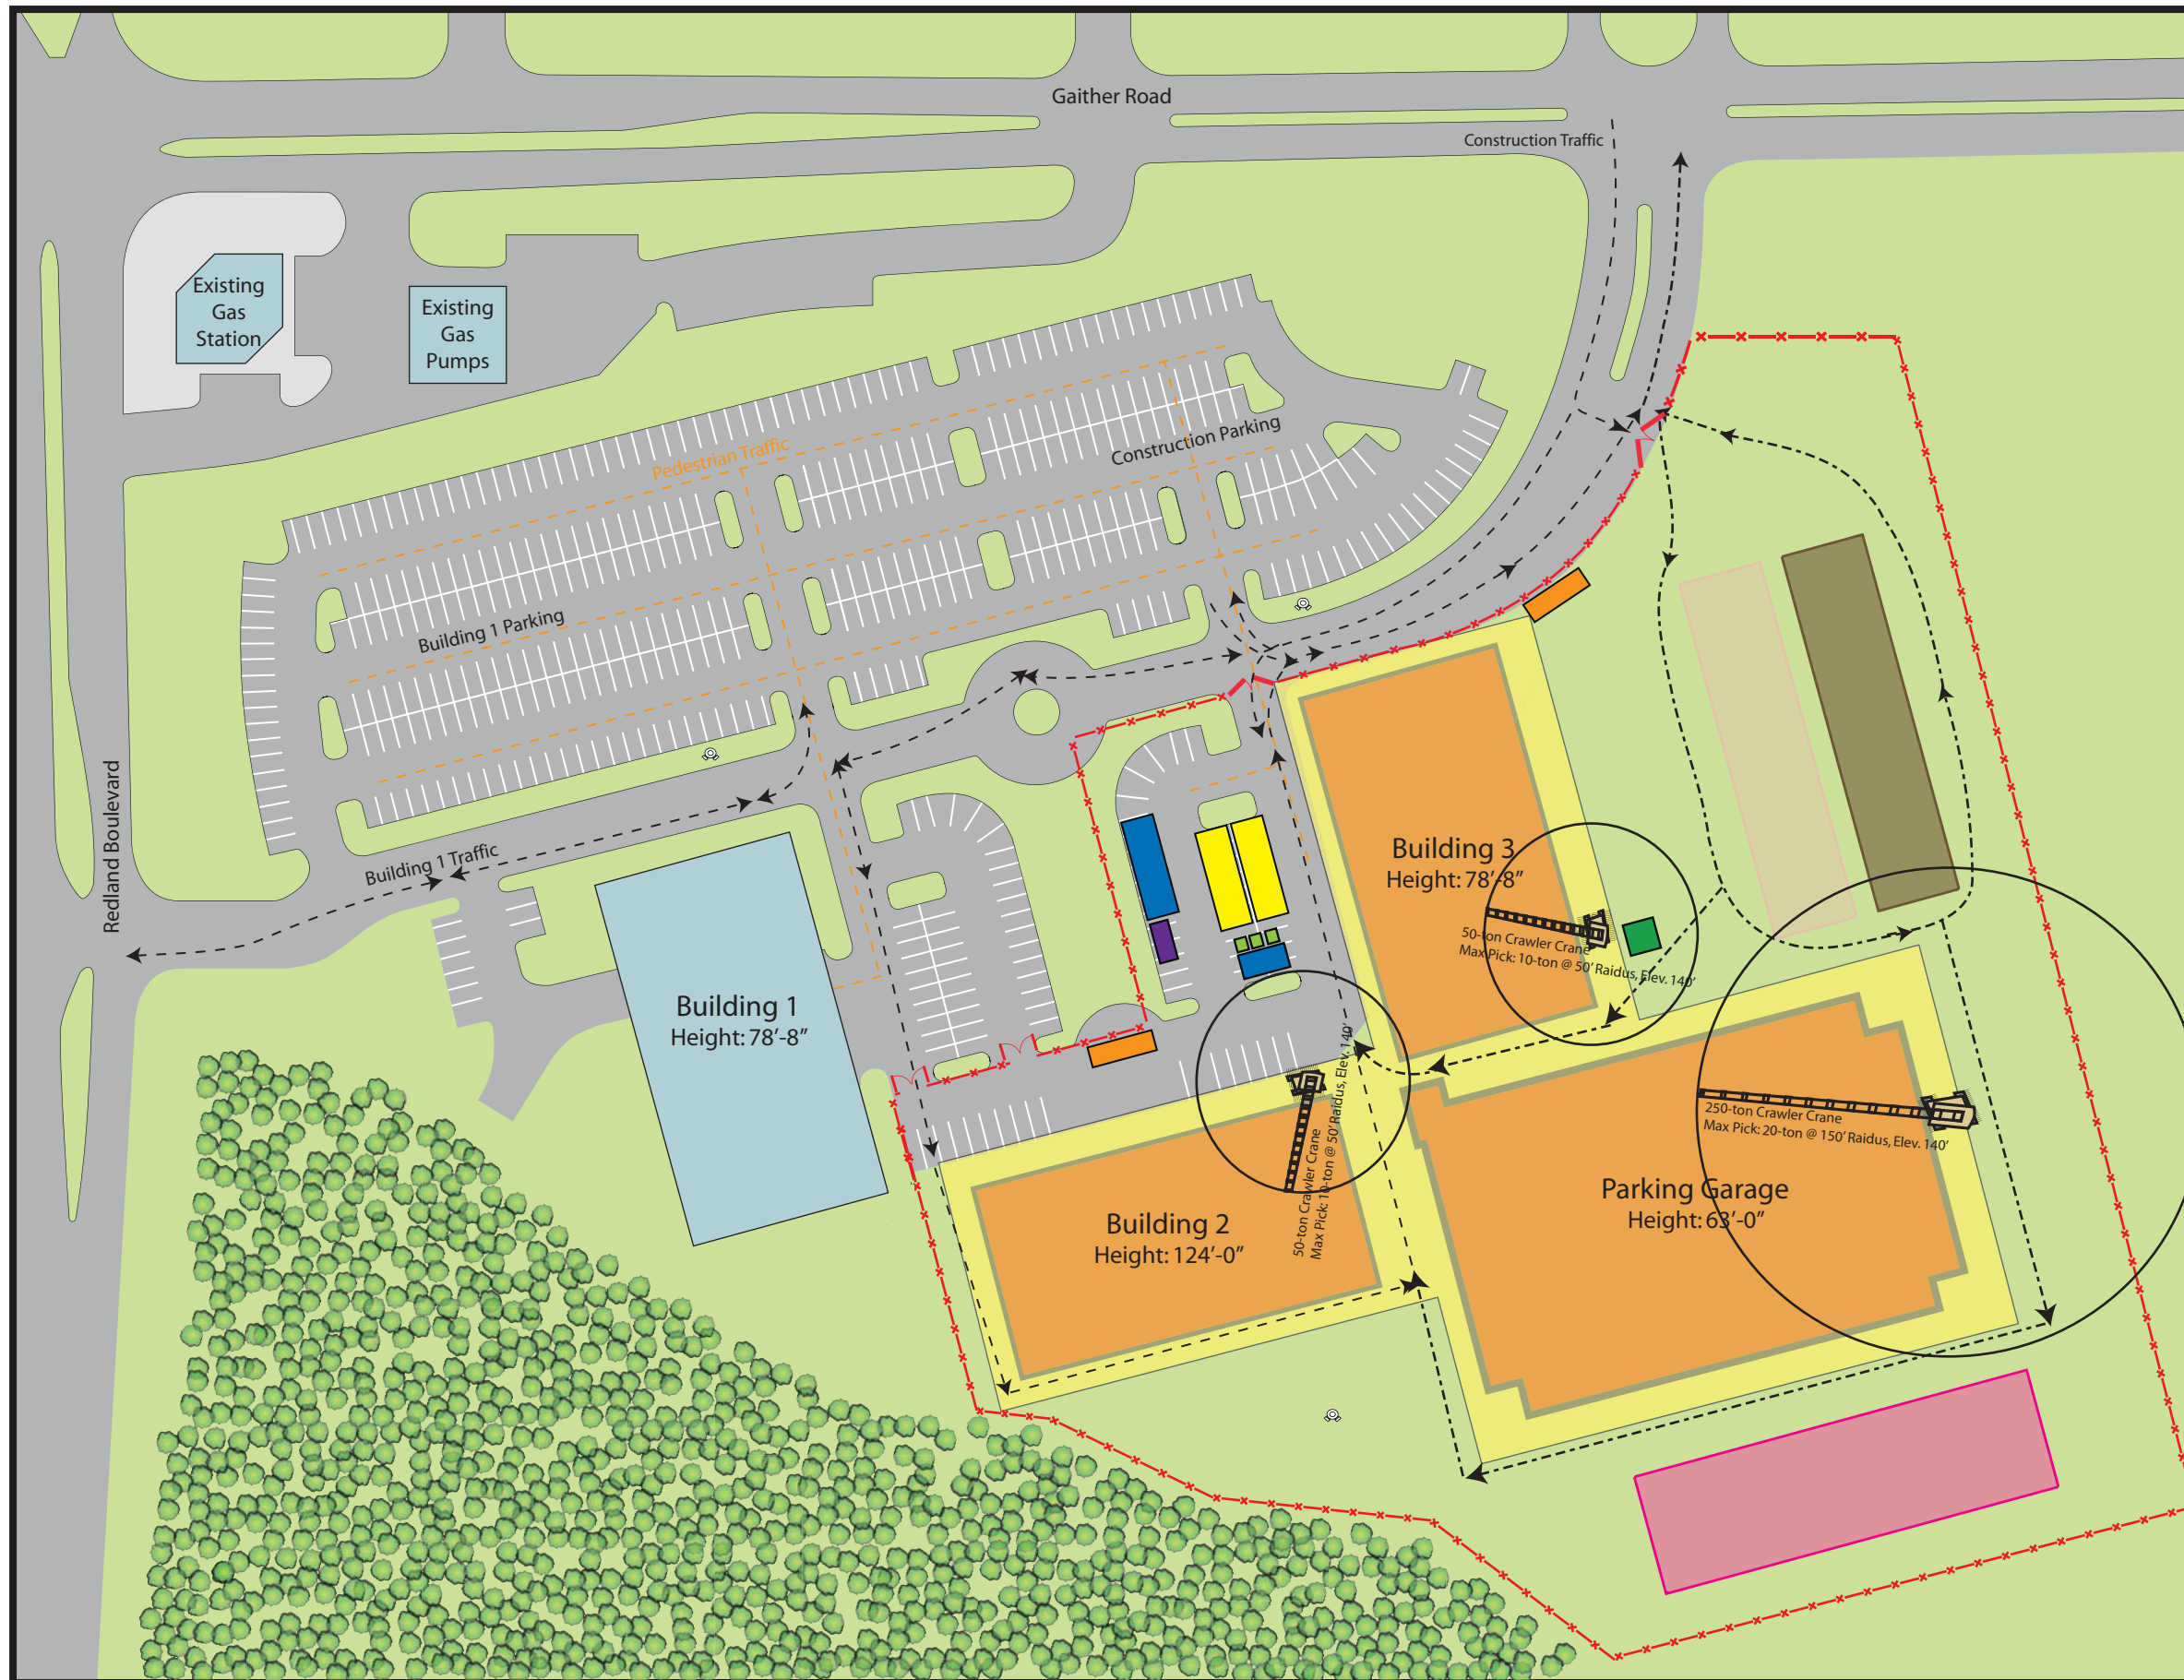 Gaither Road
Construction Traffic
Existing
Gas
Station
Existing
Gas
Pumps
Pedestrian Traffic
Construction Parking
Building 1 Parking
Redland Boulevard
Building 1 Traffic
Building 3
Height: 78'-8"
50-ton Crawler Crane
Max Pick: 10-ton @ 50' Raidus, Elev. 140'
Building 1
Height: 78'-8"
50-ton Crawler Crane
Max Pick: 10-ton @ 50' Raidus, Elev. 140'
250-ton Crawler Crane
Max Pick: 20-ton @ 150' Raidus, Elev. 140'
Parking Garage
Height: 63'-0"
Building 2
Height: 124'-0"